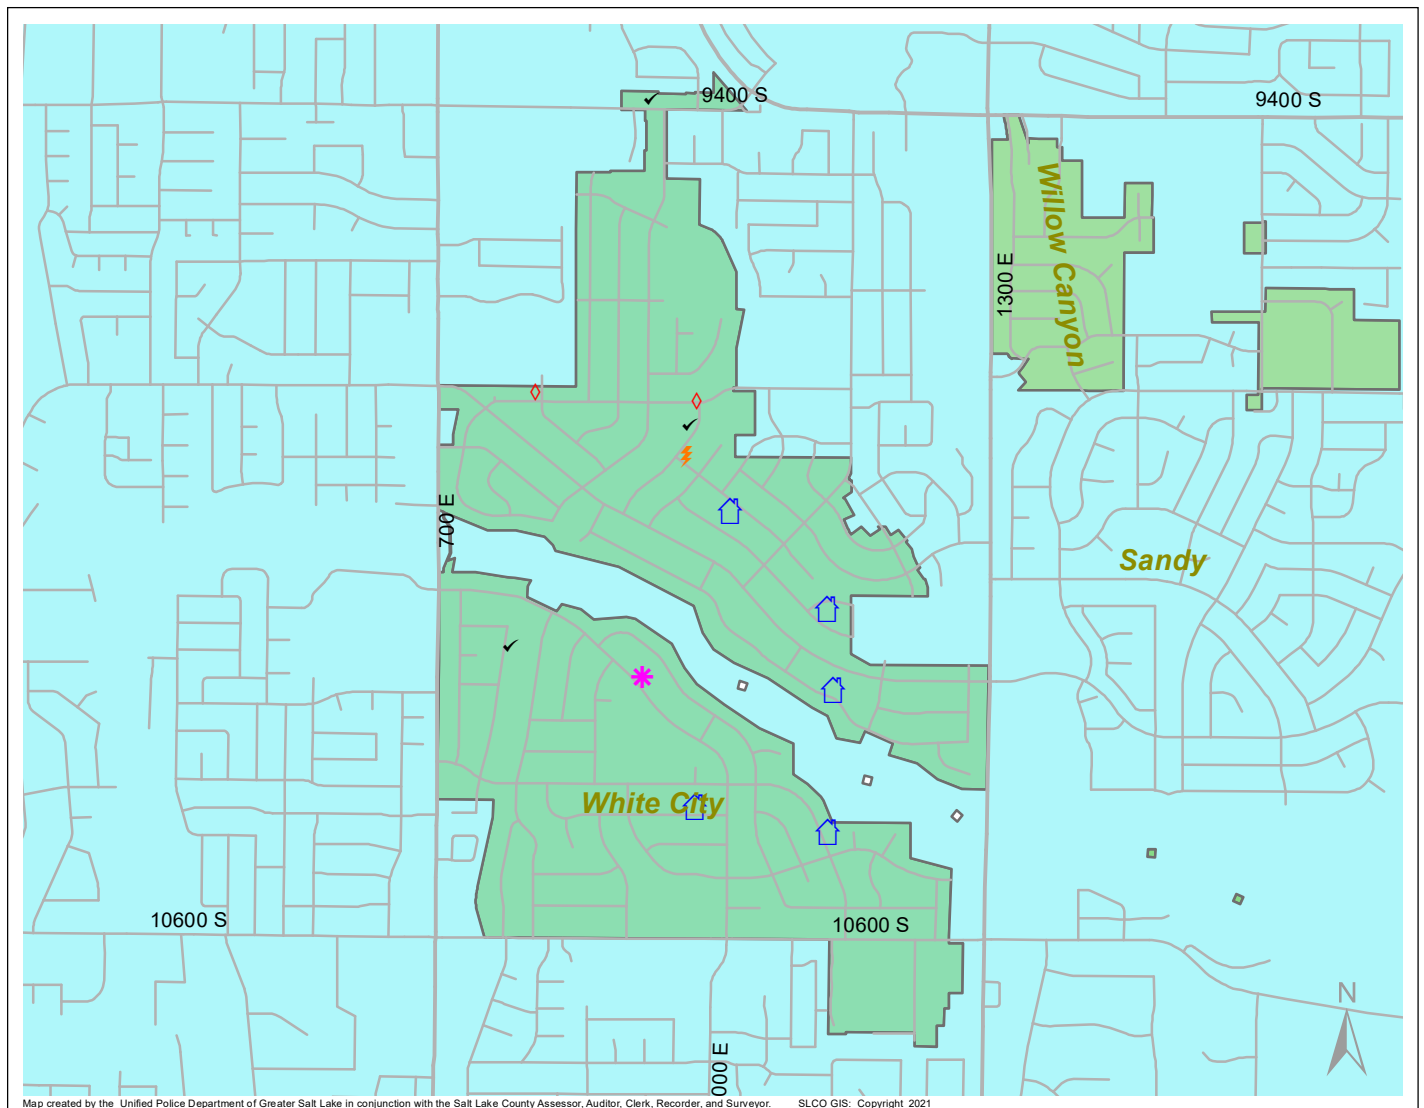 9400 S
9400 S
Willow Canyon
1300 E
700 E
Sandy
White City
10600 S
10600 S
N
000 E
Map created by the Unified Police Department of Greater Salt Lake in conjunction with the Salt Lake County Assessor, Auditor, Clerk, Recorder, and Surveyor. SLCO GIS: Copyright 2021